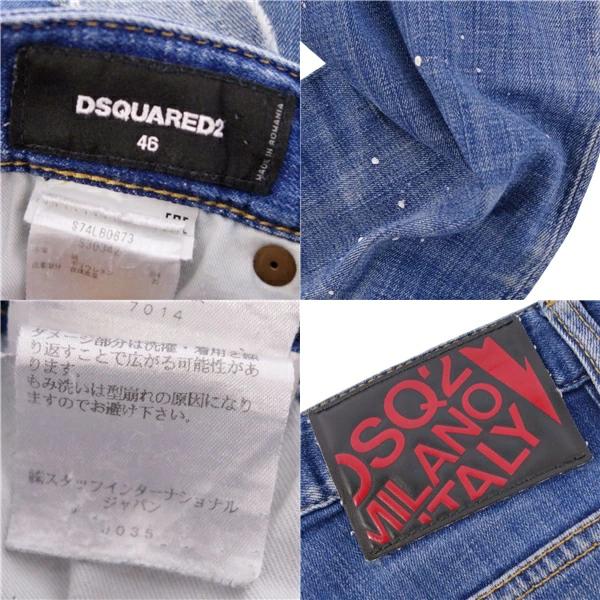 DSQUARED2
46
MADE IN ROMANIA
S74LB0673
S30342
7014
ダメージ部分は洗濯・着用を繰
り返すことで広がる可能性があ
ります。
もみ洗いは型崩れの原因になり
ますのでお避け下さい。
㈱スタッフインターナショナル
ジャパン
0035
DSQ'2
MILANO
ITALY